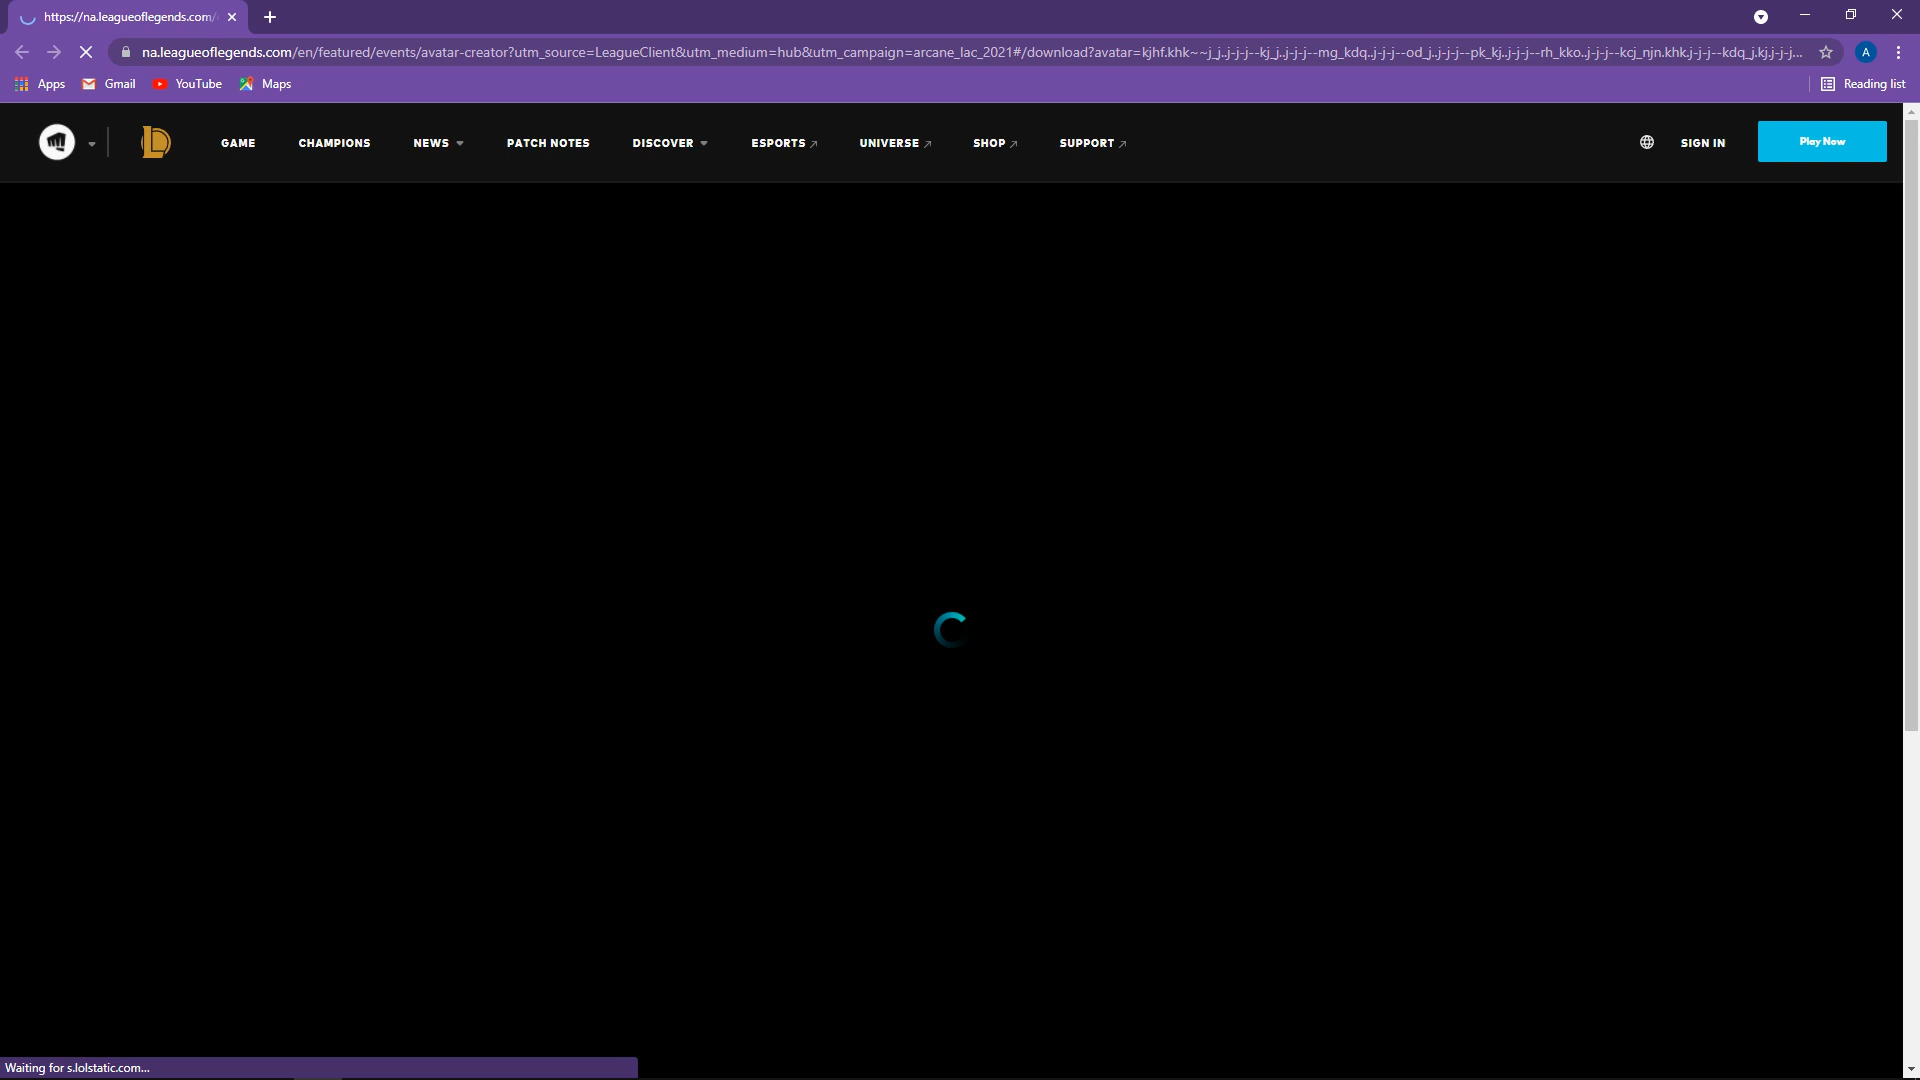 https://na.leagueoflegends.com/
na.leagueoflegends.com/en/featured/events/avatar-creator?utm_source=LeagueClient&utm_medium=hub&utm_campaign=arcane_lac_2021#/download?avatar=kjhf.khk~~j_j..j-j-j--kj_j..j-j-j--mg_kdq..j-j-j--od_j..j-j-j--pk_kj..j-j-j--rh_kko..j-j-j--kcj_njn.khk.j-j-j--kdq_j.kj.j-j-j... A
Apps Gmail YouTube Maps Reading list
GAME CHAMPIONS NEWS PATCH NOTES DISCOVER ESPORTS UNIVERSE SHOP SUPPORT SIGN IN Play Now
Waiting for s.lolstatic.com...